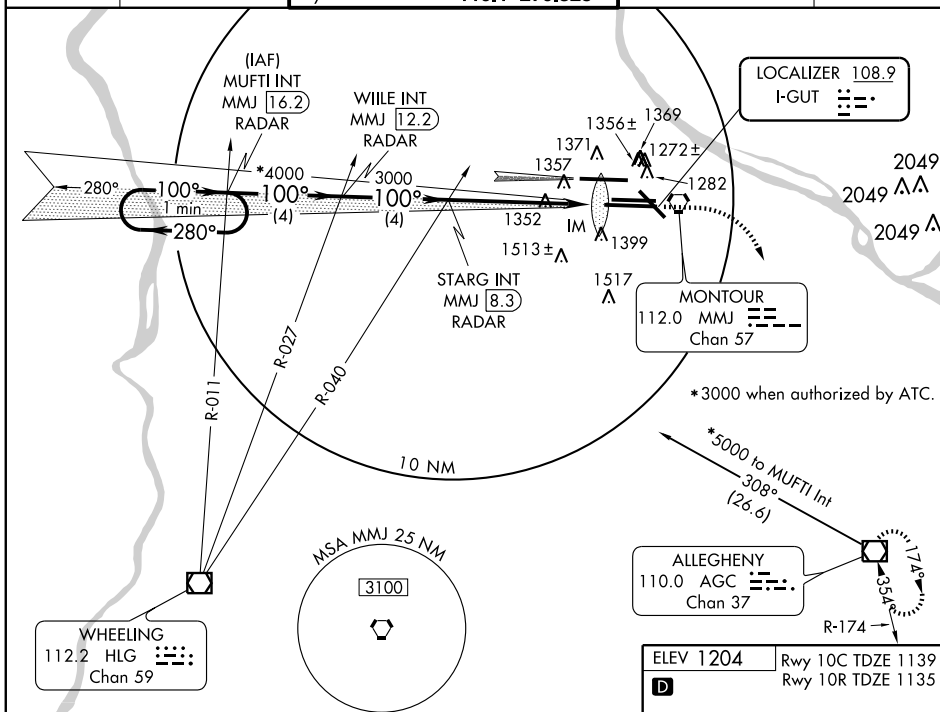 (IAF)
MUFTI INT
MMJ 16.2
RADAR
WIILE INT
MMJ 12.2
RADAR
LOCALIZER 108.9
I-GUT
1369
1356±
1371
1272±
1357
1282
2049
2049
2049
*4000
3000
280°
100°
100°
100°
1 min
(4)
(4)
280°
1352
IM
1399
1513±
1517
STARG INT
MMJ 8.3
RADAR
MONTOUR
112.0 MMJ
Chan 57
R-011
R-027
R-040
*3000 when authorized by ATC.
10 NM
*5000 to MUFTI Int
308°
(26.6)
MSA MMJ 25 NM
3100
ALLEGHENY
110.0 AGC
Chan 37
174°
354°
R-174
WHEELING
112.2 HLG
Chan 59
ELEV 1204
D
Rwy 10C TDZE 1139
Rwy 10R TDZE 1135